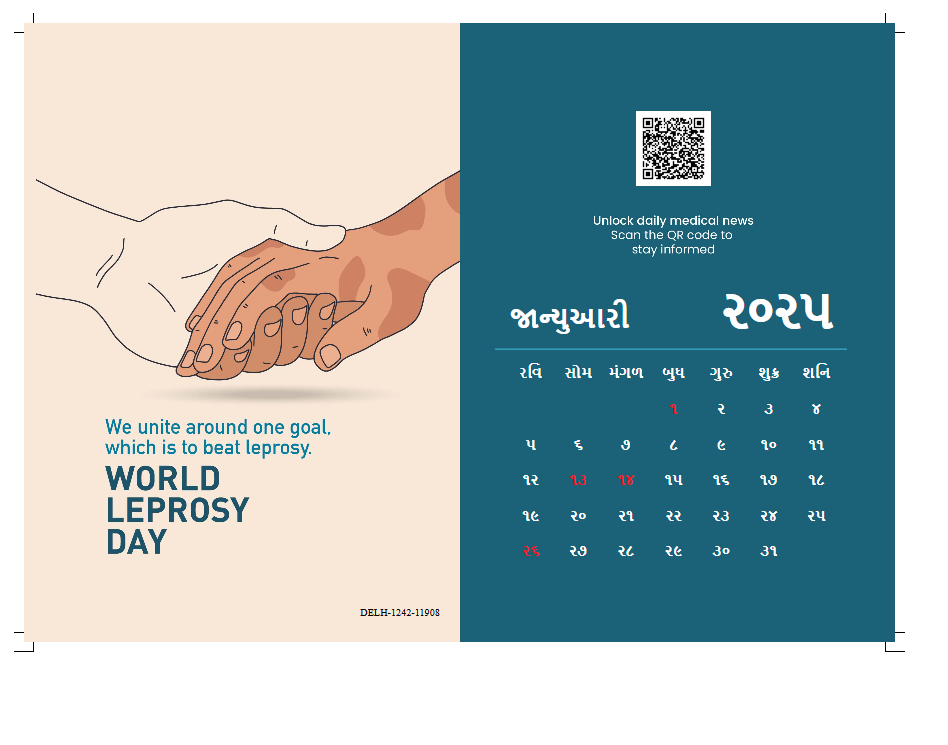 We unite around one goal,
which is to beat leprosy.
WORLD
LEPROSY
DAY
DELH-1242-11908
Unlock daily medical news
Scan the QR code to
stay informed
જાન્યુઆરી ૨૦૨૫
રવિ સોમ મંગળ બુધ ગુરુ શુક્ર શનિ
૧ ૨ ૩ ૪
૫ ૬ ૭ ૮ ૯ ૧૦ ૧૧
૧૨ ૧૩ ૧૪ ૧૫ ૧૬ ૧૭ ૧૮
૧૯ ૨૦ ૨૧ ૨૨ ૨૩ ૨૪ ૨૫
૨૬ ૨૭ ૨૮ ૨૯ ૩૦ ૩૧